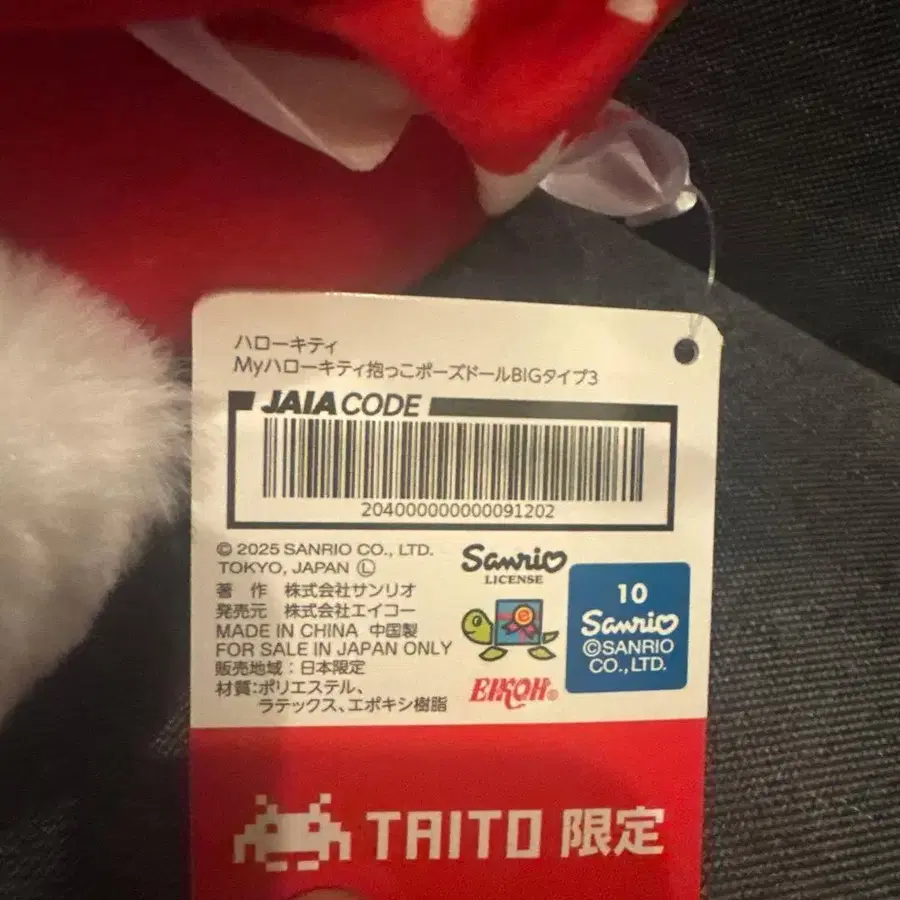 ハローキティ
Myハローキティ抱っこポーズドールBIGタイプ3
JAIA CODE
2040000000000091202
© 2025 SANRIO CO., LTD.
TOKYO, JAPAN Ⓛ
著 作 株式会社サンリオ
発売元 株式会社エイコー
MADE IN CHINA 中国製
FOR SALE IN JAPAN ONLY
販売地域：日本限定
材質:ポリエステル、
ラテックス、エポキシ樹脂
Sanrio
LICENSE
e
EIKOH®
10
Sanrio
©SANRIO
CO.,LTD.
TAITO 限定